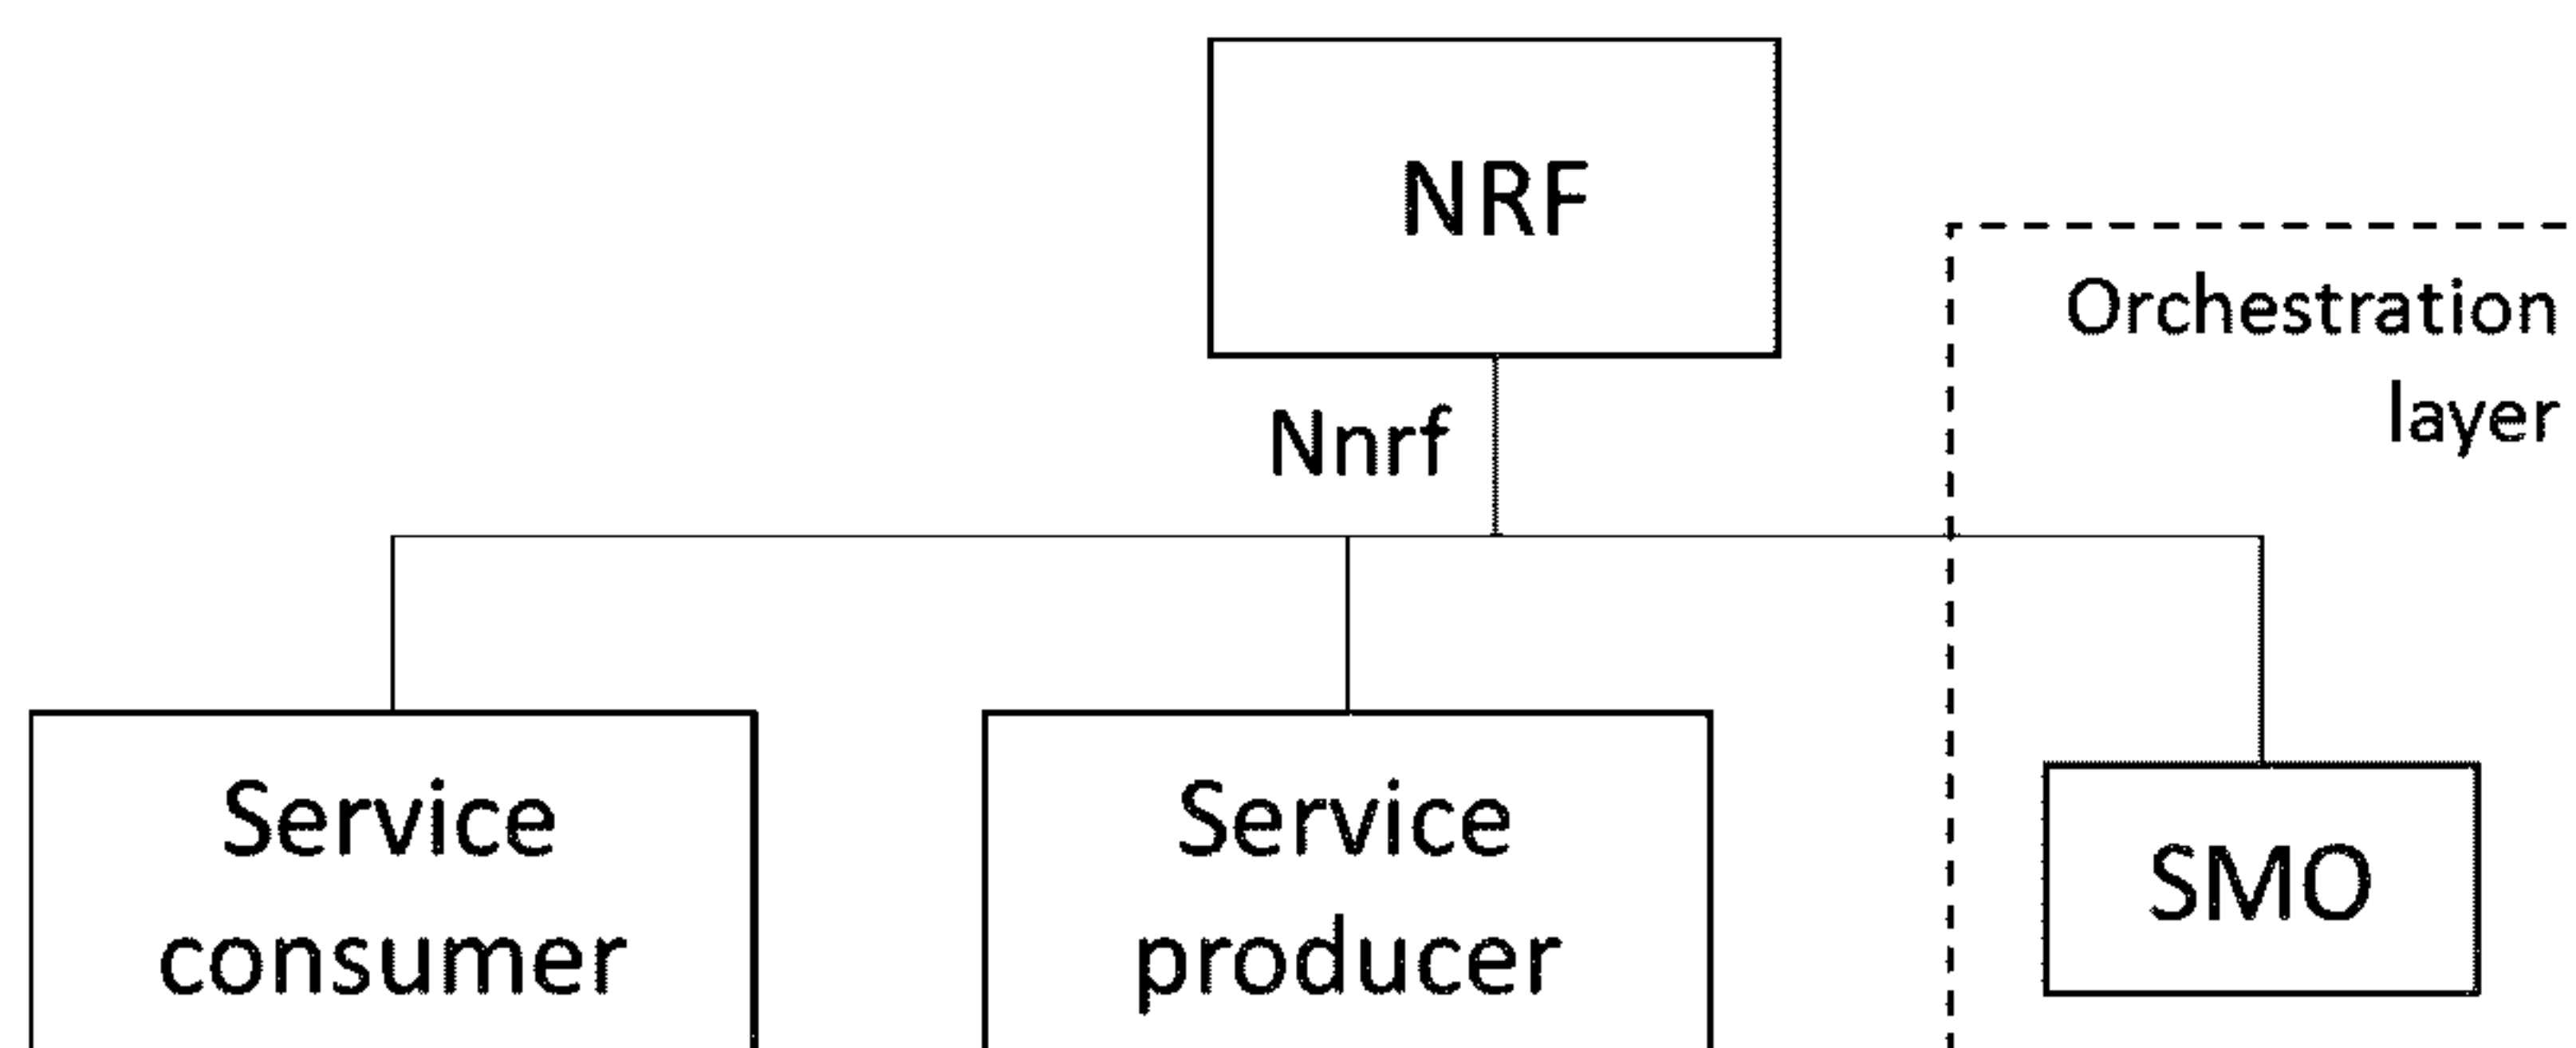 NRF
Orchestration
layer
Nnrf
Service
consumer
Service
producer
SMO